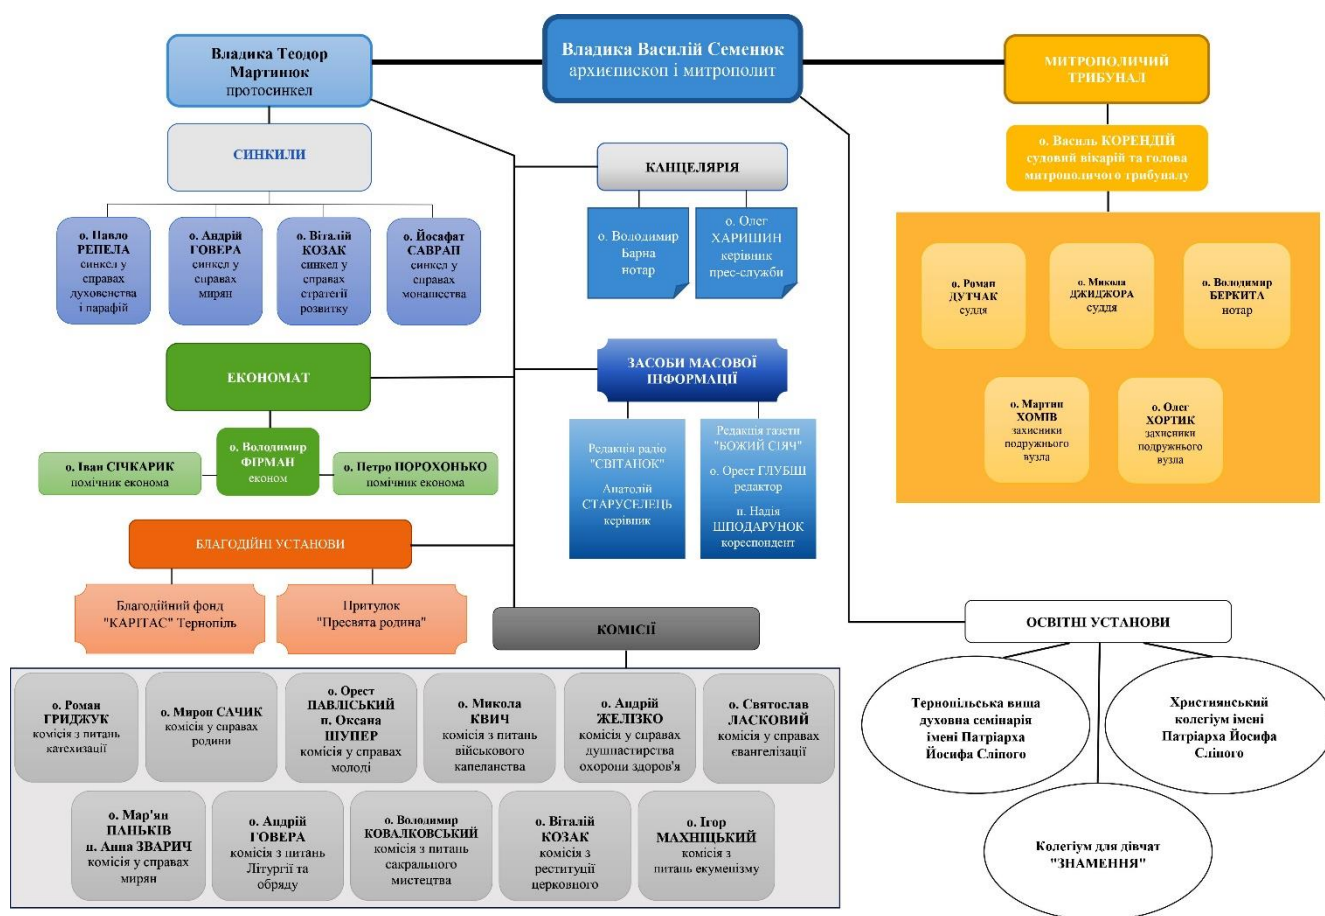 Владика Теодор
Мартинюк
протосинкел
Владика Василій Семенюк
архиєпископ і митрополит
МИТРОПОЛИЧИЙ
ТРИБУНАЛ
СИНКИЛИ
о. Павло
РЕПЕЛА
синкел у
справах
духовенства
і парафій
о. Андрій
ГОВЕРА
синкел у
справах
мирян
о. Віталій
КОЗАК
синкел у
справах
стратегії
розвитку
о. Йосафат
САВРАП
синкел у
справах
монашества
КАНЦЕЛЯРІЯ
о. Володимир
Барна
нотар
о. Олег
ХАРИШИН
керівник
прес-служби
о. Василь КОРЕНДІЙ
судовий вікарій та голова
митрополичого трибуналу
о. Роман
ДУТЧАК
суддя
о. Микола
ДЖИДЖОРА
суддя
о. Володимир
БЕРКИТА
нотар
о. Мартин
ХОМІВ
захисники
подружнього
вузла
о. Олег
ХОРТИК
захисники
подружнього
вузла
ЕКОНОМАТ
о. Володимир
ФІРМАН
економ
о. Іван СІЧКАРИК
помічник економа
о. Петро ПОРОХОНЬКО
помічник економа
ЗАСОБИ МАСОВОЇ
ІНФОРМАЦІЇ
Редакція радіо
"СВІТАНОК"
Анатолій
СТАРУСЕЛЕЦЬ
керівник
Редакція газети
"БОЖИЙ СІЯЧ"
о. Орест ГЛУБІШ
редактор
п. Надія
ШПОДАРУНОК
кореспондент
БЛАГОДІЙНІ УСТАНОВИ
Благодійний фонд
"КАРІТАС" Тернопіль
Притулок
"Пресвята родина"
КОМІСІЇ
о. Роман
ГРИДЖУК
комісія з питань
катехизації
о. Мирон САЧИК
комісія у справах
родини
о. Орест
ПАВЛІСЬКИЙ
п. Оксана
ШУПЕР
комісія у справах
молоді
о. Микола
КВИЧ
комісія з питань
військового
капеланства
о. Андрій
ЖЕЛІЗКО
комісія у справах
душпастирства
охорони здоров'я
о. Святослав
ЛАСКОВИЙ
комісія у справах
євангелізації
о. Мар'ян
ПАНЬКІВ
п. Анна ЗВАРИЧ
комісія у справах
мирян
о. Андрій
ГОВЕРА
комісія з питань
Літургії та
обряду
о. Володимир
КОВАЛКОВСЬКИЙ
комісія з питань
сакрального
мистецтва
о. Віталій
КОЗАК
комісія з
реституції
церковного
о. Ігор
МАХНІЦЬКИЙ
комісія з
питань екуменізму
ОСВІТНІ УСТАНОВИ
Тернопільська вища
духовна семінарія
імені Патріарха
Йосифа Сліпого
Християнський
колегіум імені
Патріарха Йосифа
Сліпого
Колегіум для дівчат
"ЗНАМЕННЯ"